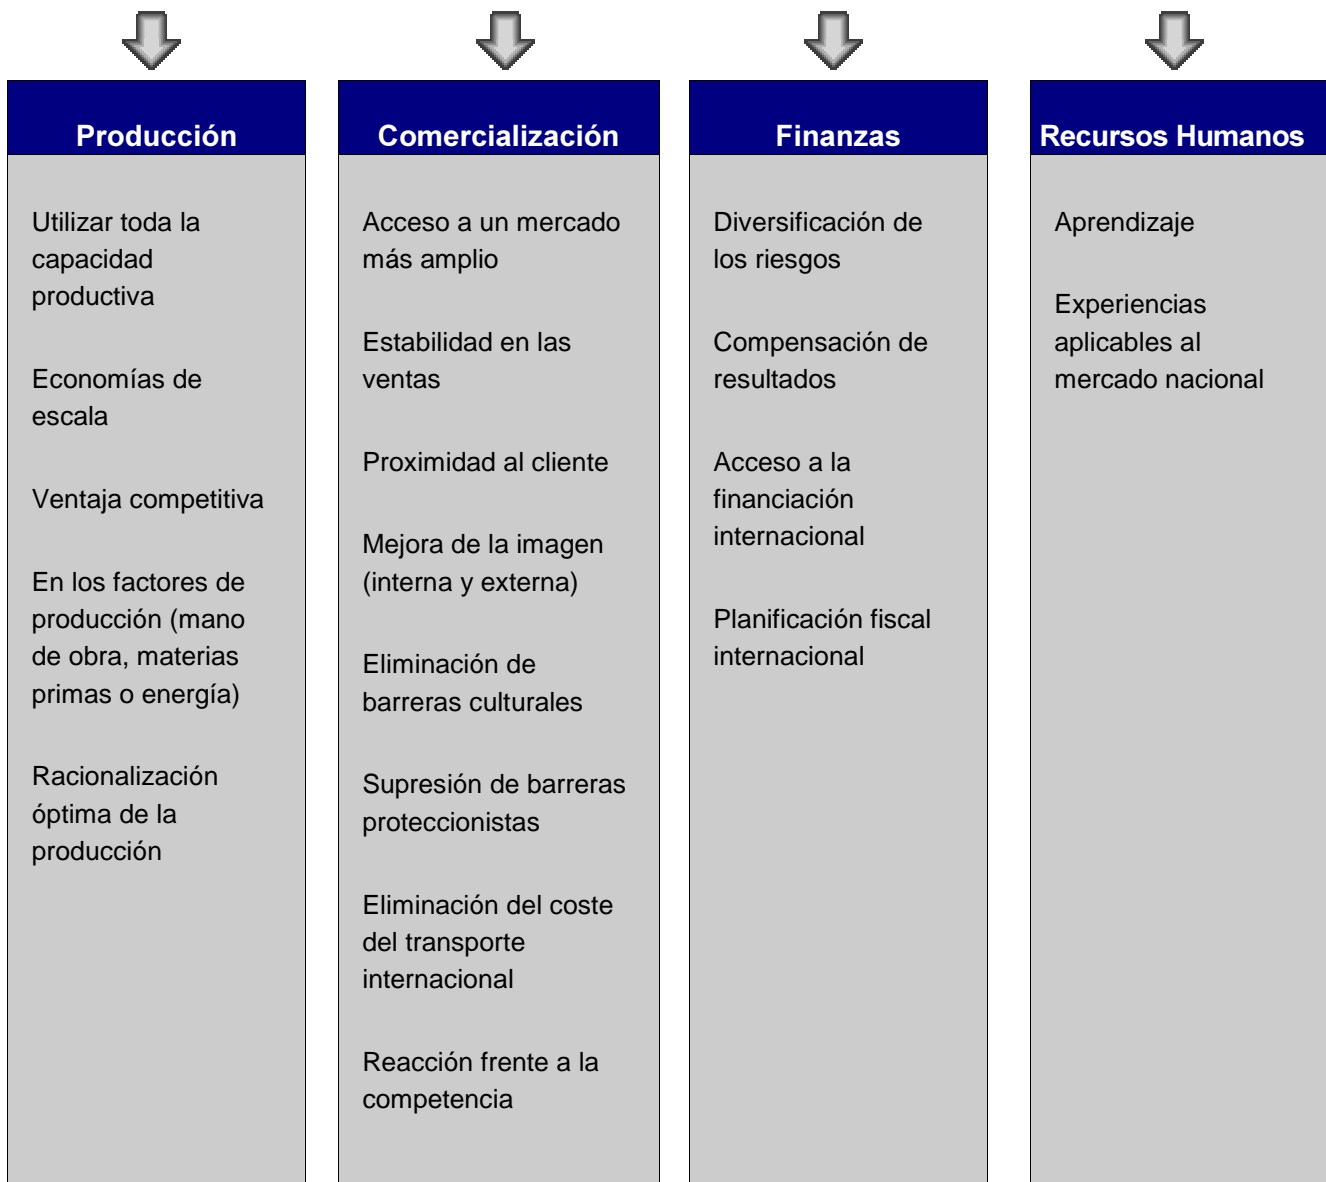 Producción
Utilizar toda la
capacidad
productiva
Economías de
escala
Ventaja competitiva
En los factores de
producción (mano
de obra, materias
primas o energía)
Racionalización
óptima de la
producción
Comercialización
Acceso a un mercado
más amplio
Estabilidad en las
ventas
Proximidad al cliente
Mejora de la imagen
(interna y externa)
Eliminación de
barreras culturales
Supresión de barreras
proteccionistas
Eliminación del coste
del transporte
internacional
Reacción frente a la
competencia
Finanzas
Diversificación de
los riesgos
Compensación de
resultados
Acceso a la
financiación
internacional
Planificación fiscal
internacional
Recursos Humanos
Aprendizaje
Experiencias
aplicables al
mercado nacional